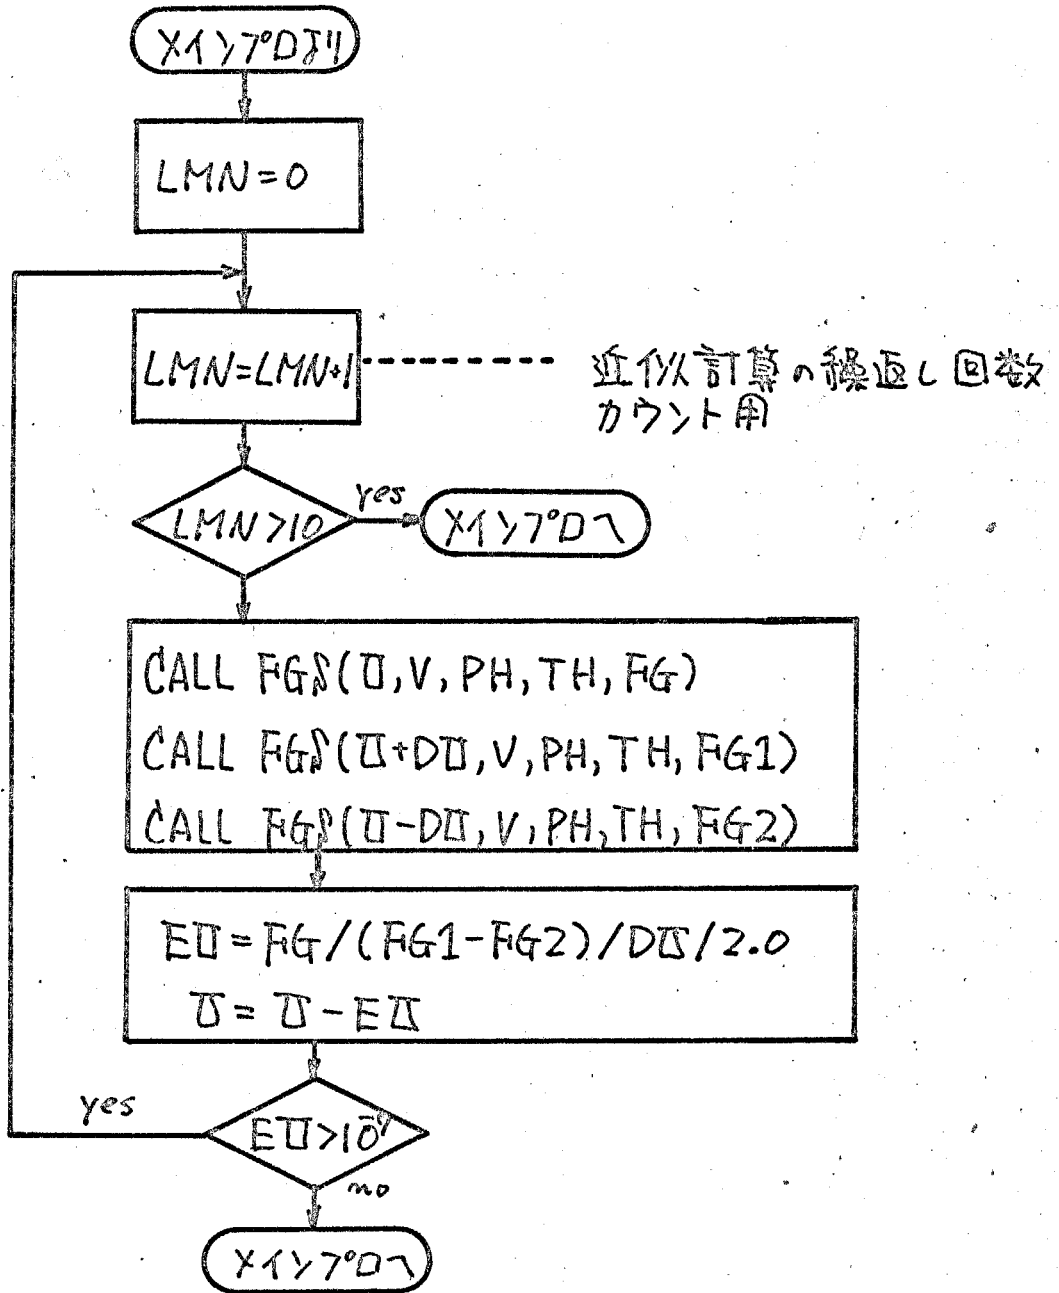 メインプロより
LMN=0
LMN=LMN+1
近似計算の繰返し回数
カウント用
LMN>10
yes
メインプロへ
CALL FGS(U,V,PH,TH,FG)
CALL FGS(U+DU,V,PH,TH,FG1)
CALL FGS(U-DU,V,PH,TH,FG2)
EU=FG/(FG1-FG2)/DU/2.0
U=U-EU
yes
EU>10⁻⁷
no
メインプロへ